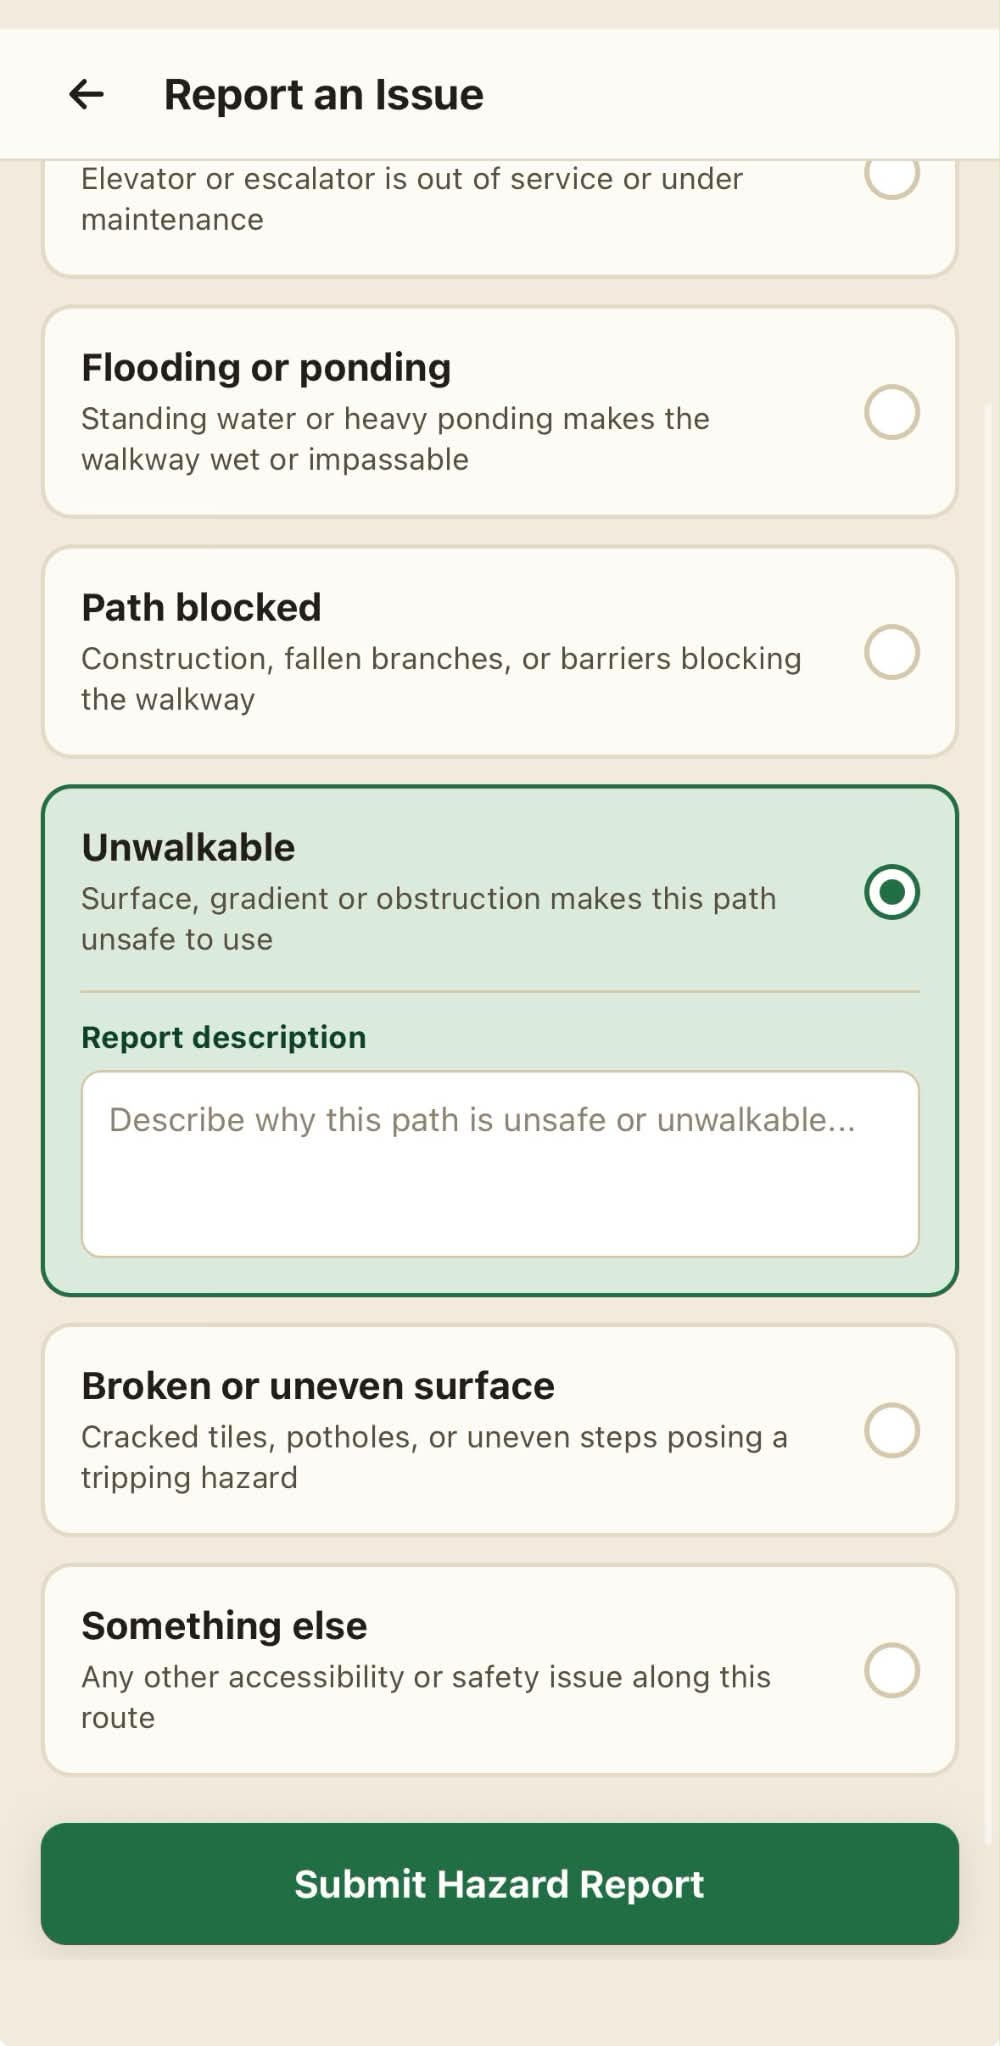 Report an Issue
Elevator or escalator is out of service or under
maintenance
Flooding or ponding
Standing water or heavy ponding makes the
walkway wet or impassable
Path blocked
Construction, fallen branches, or barriers blocking
the walkway
Unwalkable
Surface, gradient or obstruction makes this path
unsafe to use
Report description
Describe why this path is unsafe or unwalkable...
Broken or uneven surface
Cracked tiles, potholes, or uneven steps posing a
tripping hazard
Something else
Any other accessibility or safety issue along this
route
Submit Hazard Report